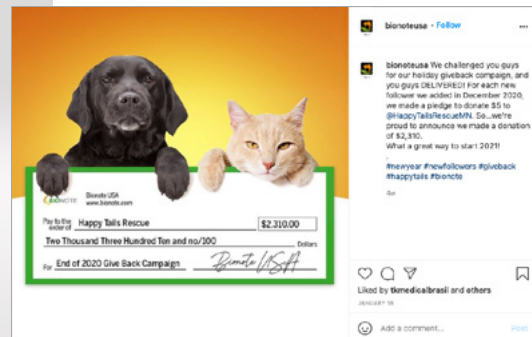 BIONOTE
Bionote USA
www.bionote.com
Pay to the
order of
Happy Tails Rescue
$2,310.00
Two Thousand Three Hundred Ten and no/100
Dollars
For
End of 2020 Give Back Campaign
Bionote USA
bionoteusa • Follow
bionoteusa We challenged you guys
for our holiday giveback campaign, and
you guys DELIVERED! For each new
follower we added in December 2020,
we made a pledge to donate $5 to
@HappyTailsRescueMN. So...we're
proud to announce we made a donation
of $2,310.
What a great way to start 2021!
.
#newyear #newfollowers #giveback
#happytails #bionote
Liked by tkmedicalbrasil and others
Add a comment...
Post